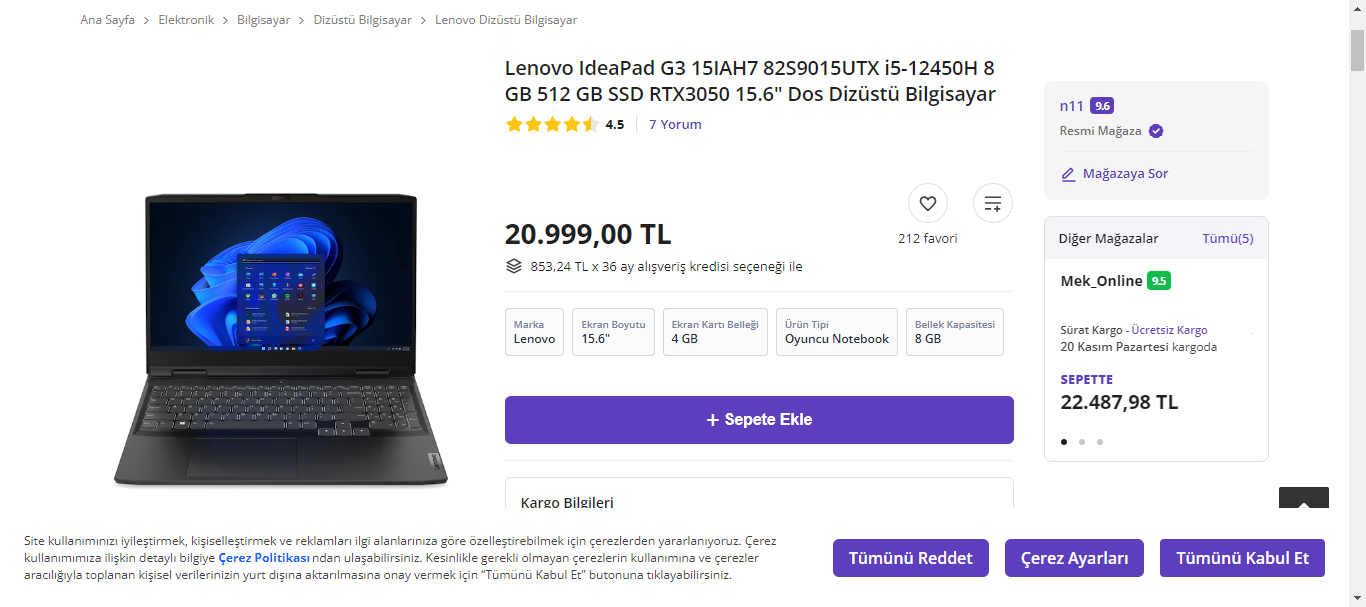 Ana Sayfa > Elektronik > Bilgisayar > Dizüstü Bilgisayar > Lenovo Dizüstü Bilgisayar
Lenovo IdeaPad G3 15IAH7 82S9015UTX i5-12450H 8
GB 512 GB SSD RTX3050 15.6" Dos Dizüstü Bilgisayar
4.5 7 Yorum
20.999,00 TL
212 favori
853,24 TL x 36 ay alışveriş kredisi seçeneği ile
Marka
Lenovo
Ekran Boyutu
15.6"
Ekran Kartı Belleği
4 GB
Ürün Tipi
Oyuncu Notebook
Bellek Kapasitesi
8 GB
+ Sepete Ekle
Kargo Bilgileri
n11 9.6
Resmi Mağaza
Mağazaya Sor
Diğer Mağazalar Tümü(5)
Mek_Online 9.5
Sürat Kargo - Ücretsiz Kargo
20 Kasım Pazartesi kargoda
SEPETTE
22.487,98 TL
Site kullanımınızı iyileştirmek, kişiselleştirmek ve reklamları ilgi alanlarınıza göre özelleştirebilmek için çerezlerden yararlanıyoruz. Çerez
kullanımımıza ilişkin detaylı bilgiye Çerez Politikası ndan ulaşabilirsiniz. Kesinlikle gerekli olmayan çerezlerin kullanımına ve çerezler
aracılığıyla toplanan kişisel verilerinizin yurt dışına aktarılmasına onay vermek için “Tümünü Kabul Et” butonuna tıklayabilirsiniz.
Tümünü Reddet
Çerez Ayarları
Tümünü Kabul Et